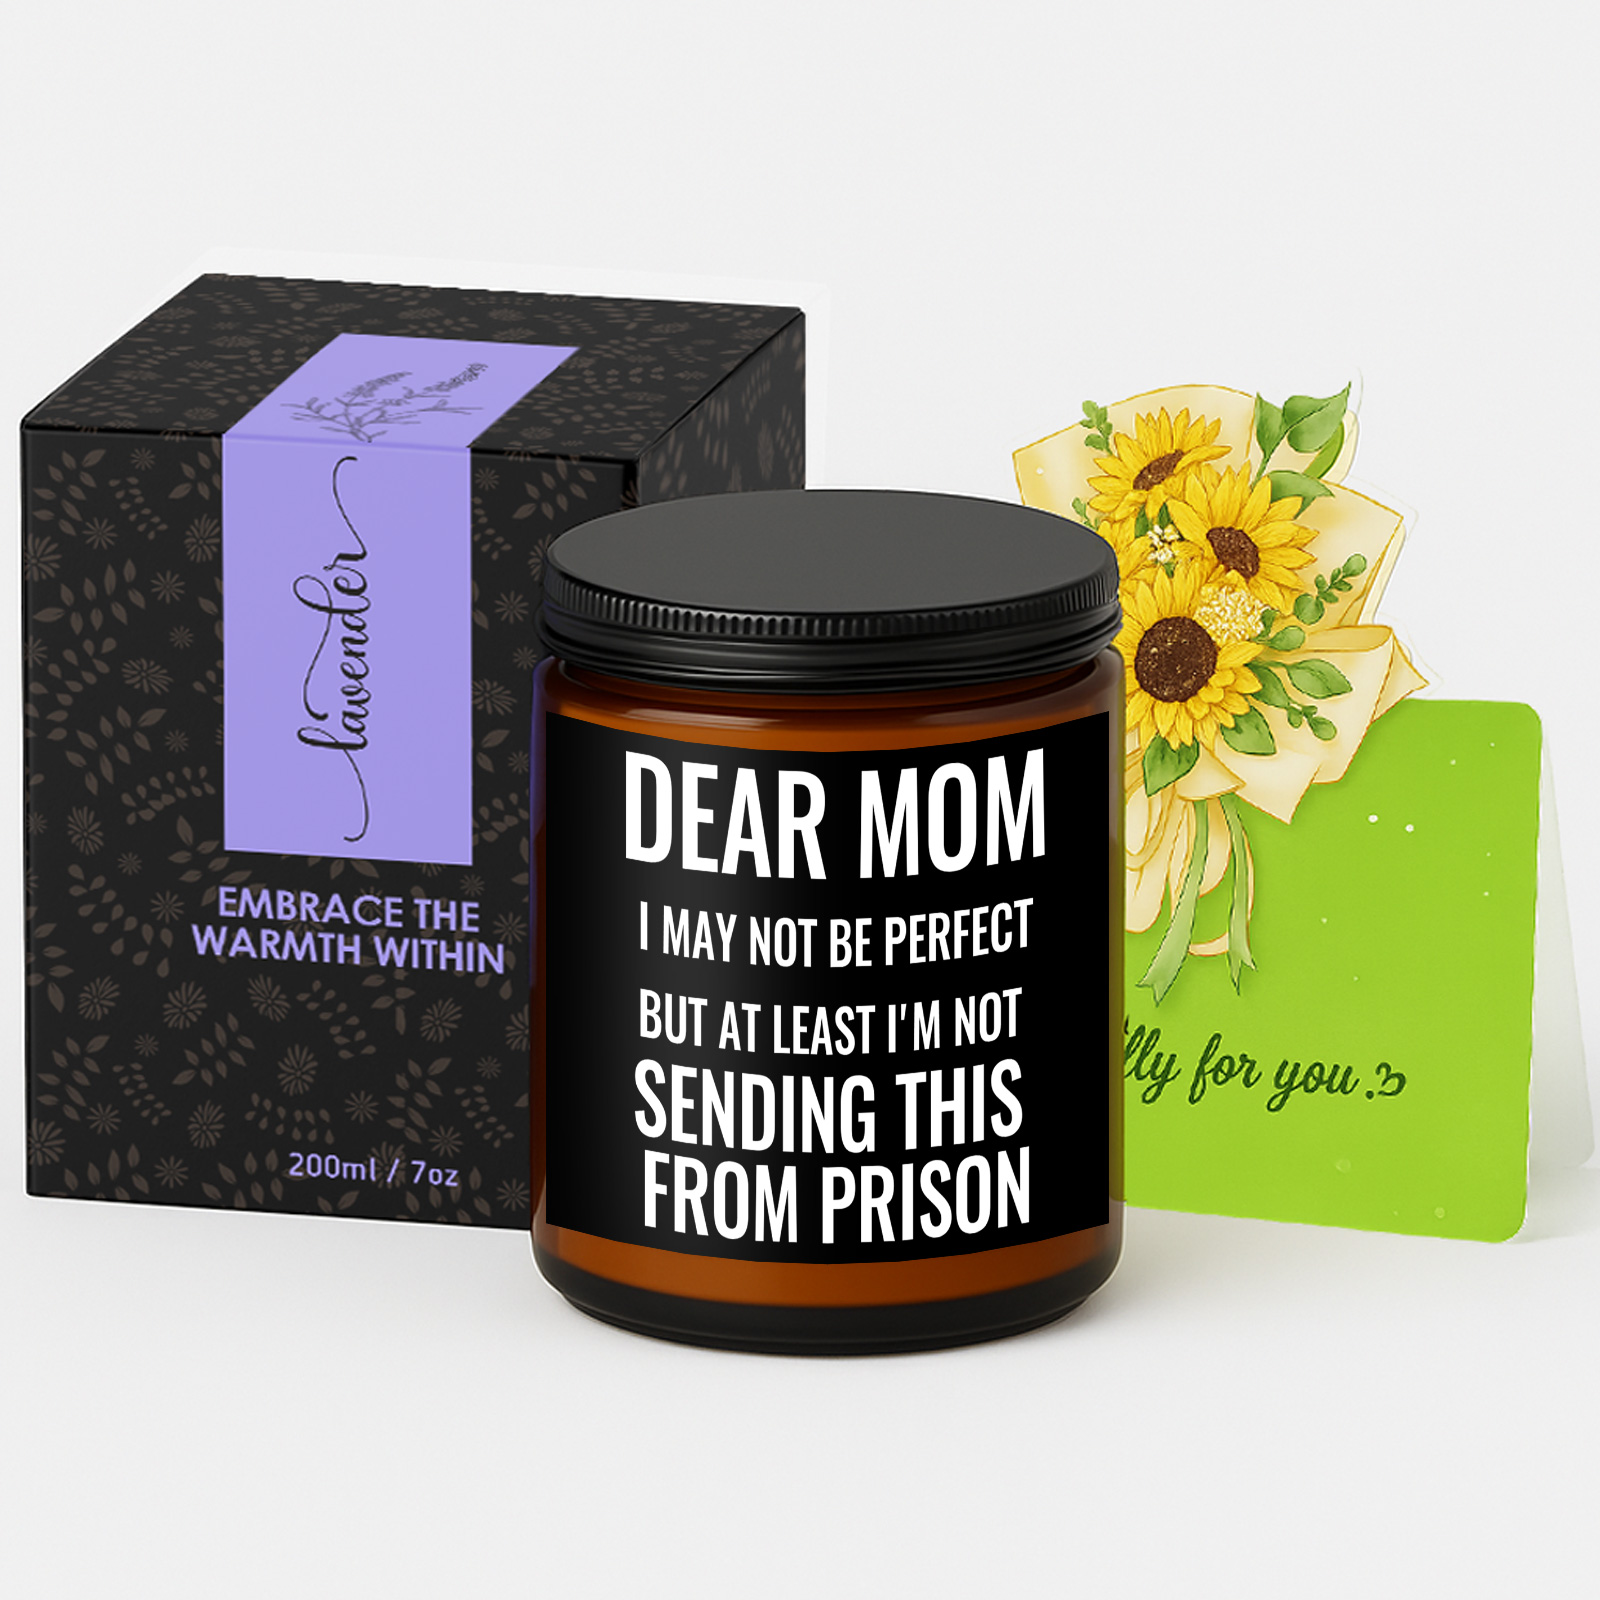 lavender
EMBRACE THE
WARMTH WITHIN
200ml / 7oz
DEAR MOM
I MAY NOT BE PERFECT
BUT AT LEAST I'M NOT
SENDING THIS
FROM PRISON
for you